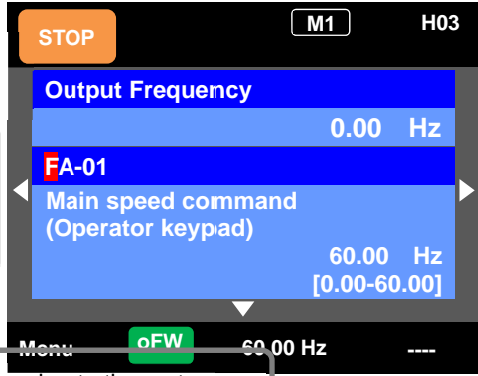 STOP M1 H03
Output Frequency
0.00 Hz
FA-01
Main speed command
(Operator keypad)
60.00 Hz
[0.00-60.00]
Menu oFW 60.00 Hz ----